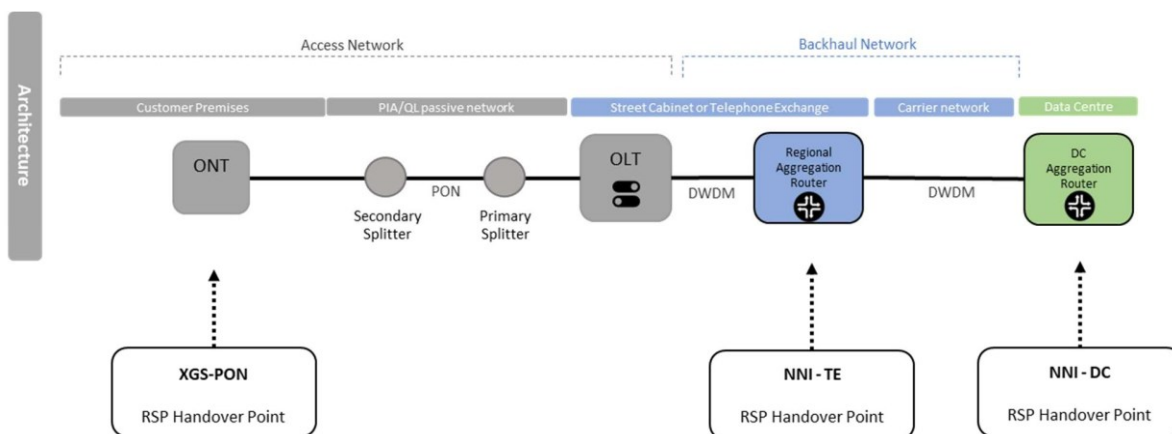 Architecture
Access Network
Backhaul Network
Customer Premises
PIA/QL passive network
Street Cabinet or Telephone Exchange
Carrier network
Data Centre
ONT
PON
Secondary
Splitter
Primary
Splitter
OLT
DWDM
Regional
Aggregation
Router
DWDM
DC
Aggregation
Router
XGS-PON
RSP Handover Point
NNI - TE
RSP Handover Point
NNI - DC
RSP Handover Point